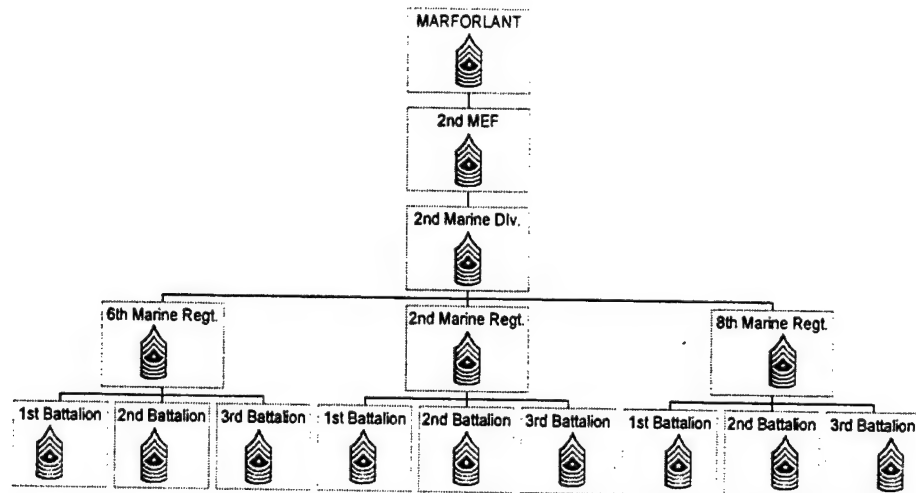 MARFORLANT
2nd MEF
2nd Marine Div.
6th Marine Regt.
2nd Marine Regt.
8th Marine Regt.
1st Battalion
2nd Battalion
3rd Battalion
1st Battalion
2nd Battalion
3rd Battalion
1st Battalion
2nd Battalion
3rd Battalion